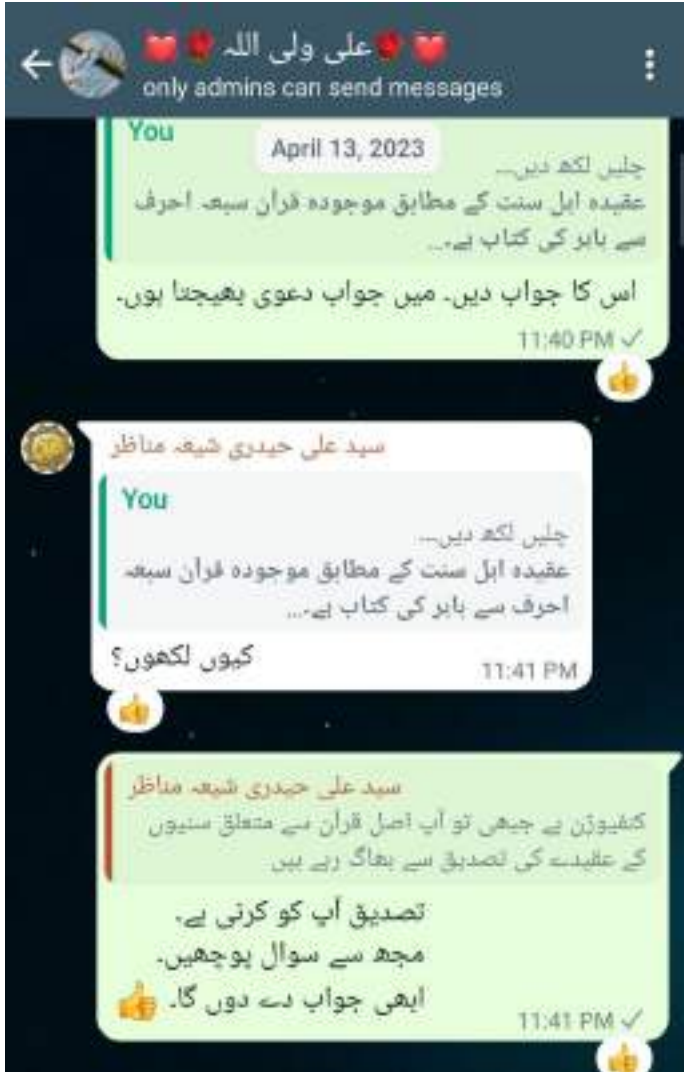 علی ولی اللہ
only admins can send messages
You
April 13, 2023
چلیں لکھ دیں...
عقیدہ اہل سنت کے مطابق موجودہ قرآن سبعہ احرف
سے باہر کی کتاب ہے۔...
اس کا جواب دیں۔ میں جواب دعوی بھیجتا ہوں۔
11:40 PM
سید علی حیدری شیعہ مناظر
You
چلیں لکھ دیں...
عقیدہ اہل سنت کے مطابق موجودہ قرآن سبعہ
احرف سے باہر کی کتاب ہے۔...
کیوں لکھوں؟
11:41 PM
سید علی حیدری شیعہ مناظر
کنفیوژن ہے جبھی تو آپ اصل قرآن سے متعلق سنیوں
کے عقیدے کی تصدیق سے بھاگ رہے ہیں
تصدیق آپ کو کرنی ہے۔
مجھ سے سوال پوچھیں۔
ابھی جواب دے دوں گا۔ 👍
11:41 PM